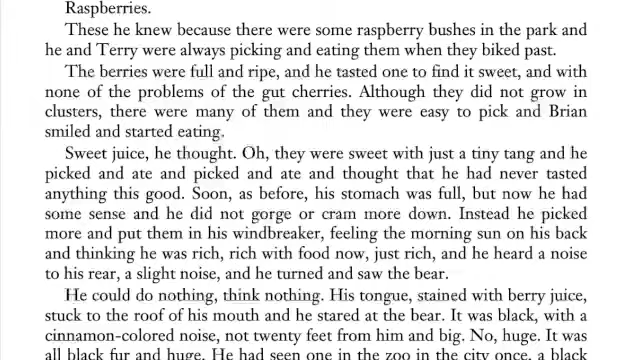 Raspberries.
These he knew because there were some raspberry bushes in the park and
he and Terry were always picking and eating them when they biked past.
The berries were full and ripe, and he tasted one to find it sweet, and with
none of the problems of the gut cherries. Although they did not grow in
clusters, there were many of them and they were easy to pick and Brian
smiled and started eating.
Sweet juice, he thought. Oh, they were sweet with just a tiny tang and he
picked and ate and picked and ate and thought that he had never tasted
anything this good. Soon, as before, his stomach was full, but now he had
some sense and he did not gorge or cram more down. Instead he picked
more and put them in his windbreaker, feeling the morning sun on his back
and thinking he was rich, rich with food now, just rich, and he heard a noise
to his rear, a slight noise, and he turned and saw the bear.
He could do nothing, think nothing. His tongue, stained with berry juice,
stuck to the roof of his mouth and he stared at the bear. It was black, with a
cinnamon-colored noise, not twenty feet from him and big. No, huge. It was
all black fur and huge. He had seen one in the zoo in the city once, a black